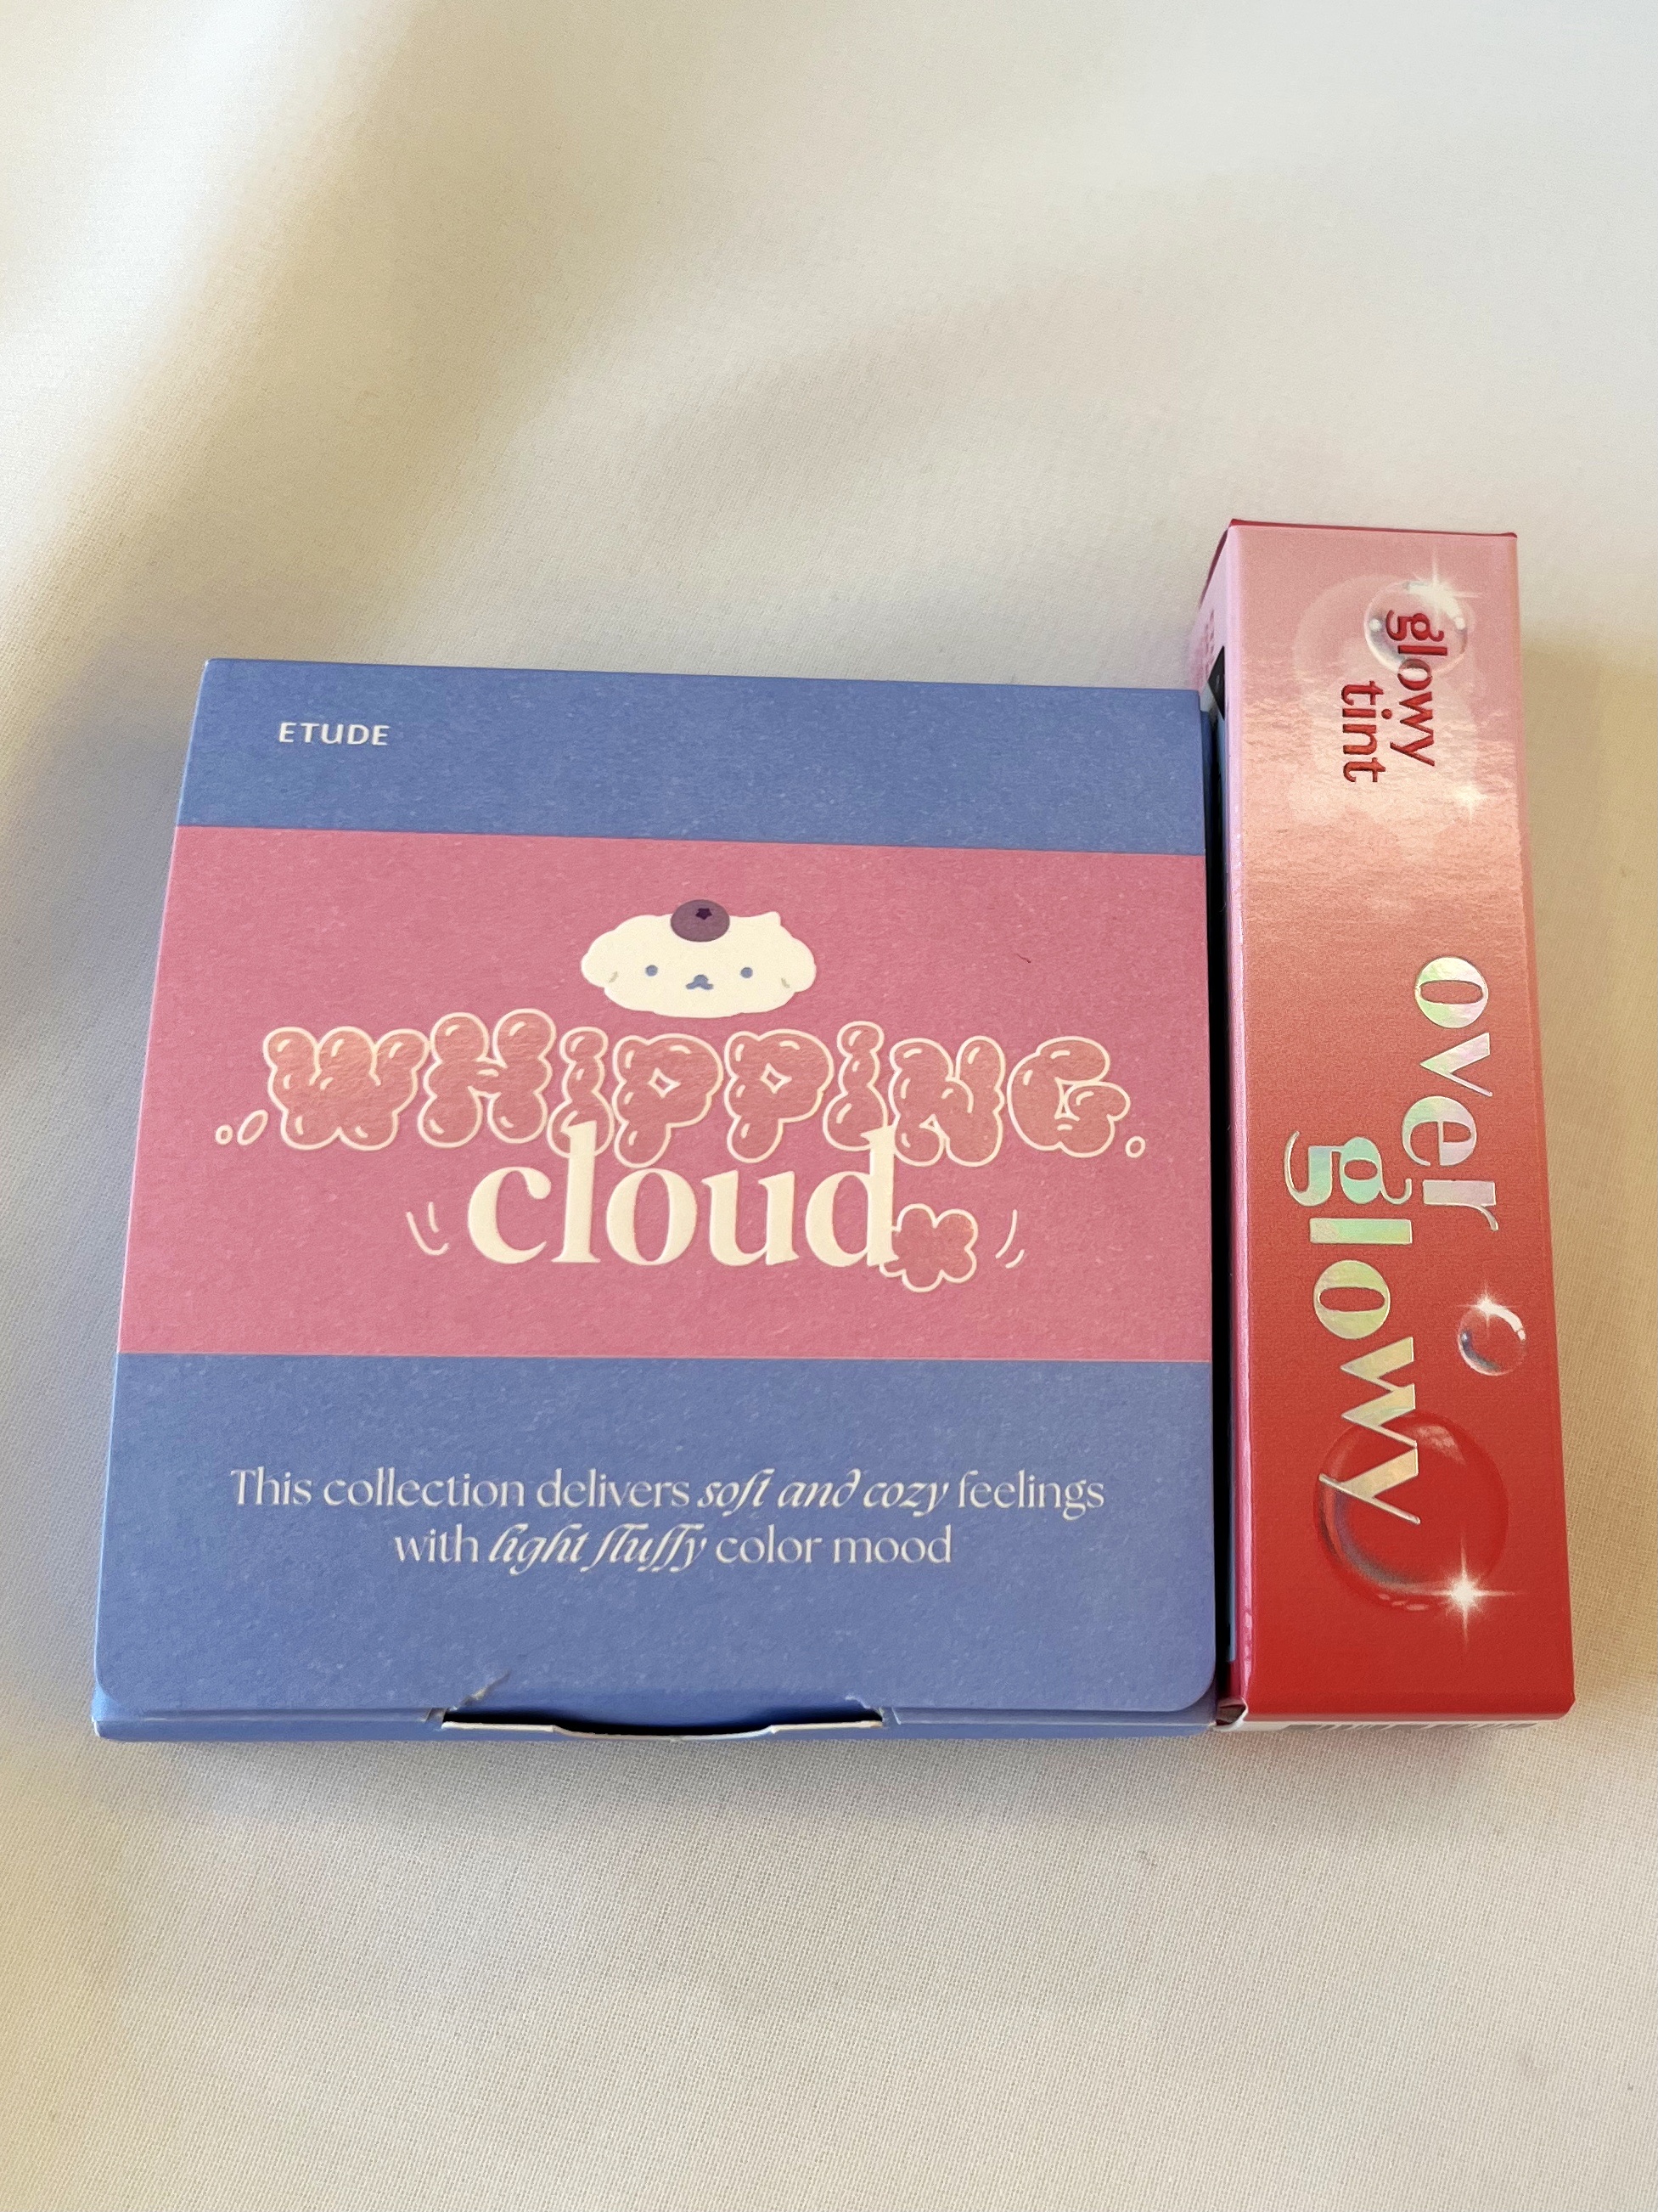 ETUDE
WHIPPING
cloud
This collection delivers soft and cozy feelings
with light fluffy color mood
glowy
tint
over
glowy